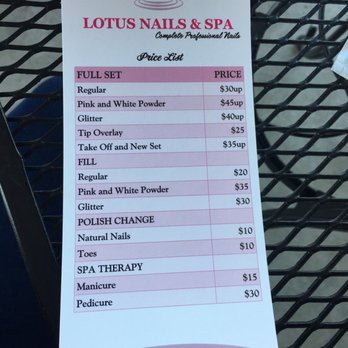 LOTUS NAILS & SPA
Complete Professional Nails
Price List
FULL SET PRICE
Regular $30up
Pink and White Powder $45up
Glitter $40up
Tip Overlay $25
Take Off and New Set $35up
FILL
Regular $20
Pink and White Powder $35
Glitter $30
POLISH CHANGE
Natural Nails $10
Toes $10
SPA THERAPY
Manicure $15
Pedicure $30